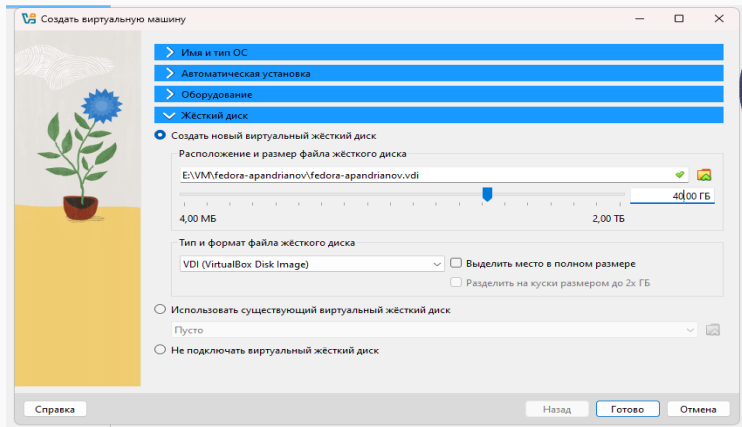 Создать виртуальную машину
Имя и тип ОС
Автоматическая установка
Оборудование
Жёсткий диск
Создать новый виртуальный жёсткий диск
Расположение и размер файла жёсткого диска
E:\VM\fedora-apandrianov\fedora-apandrianov.vdi
40,00 ГБ
4,00 МБ 2,00 ТБ
Тип и формат файла жёсткого диска
VDI (VirtualBox Disk Image) Выделить место в полном размере
Разделить на куски размером до 2х ГБ
Использовать существующий виртуальный жёсткий диск
Пусто
Не подключать виртуальный жёсткий диск
Справка Назад Готово Отмена